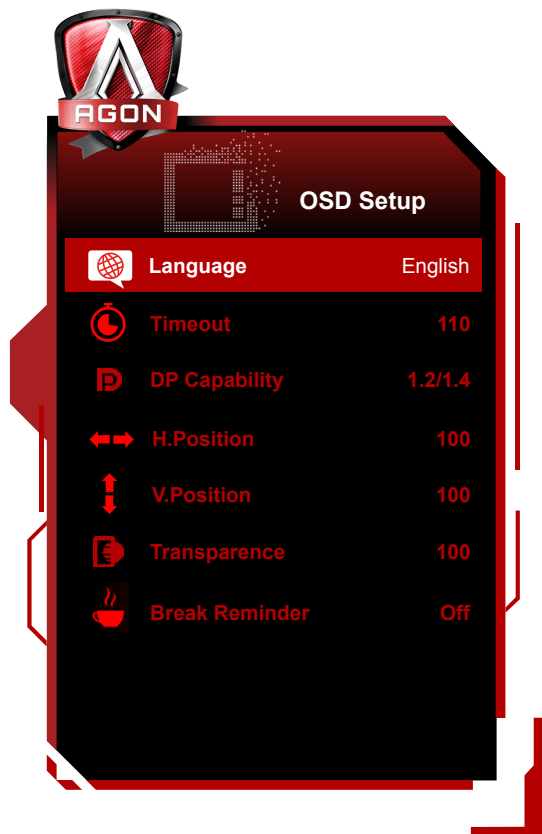 AGON
OSD Setup
Language English
Timeout 110
DP Capability 1.2/1.4
H.Position 100
V.Position 100
Transparence 100
Break Reminder Off